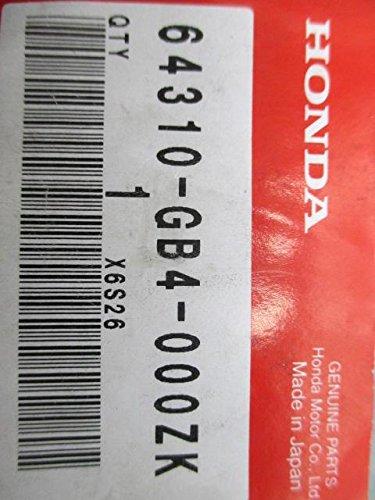 HONDA
GENUINE PARTS
Honda Motor Co., Ltd
Made in Japan
64310-GB4-000ZK
QTY 1
X6S26